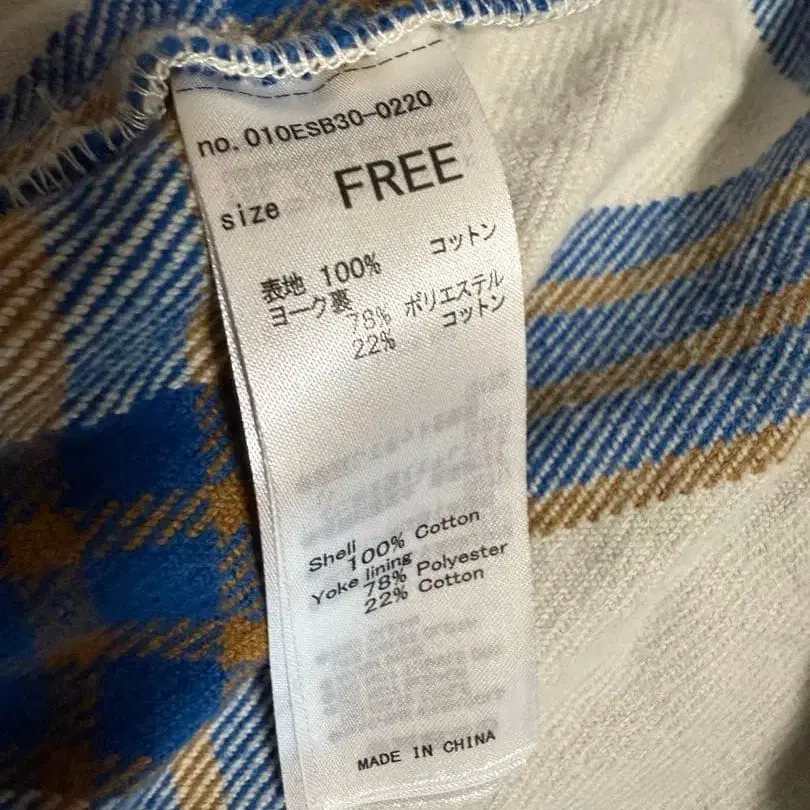 no.010ESB30-0220
size FREE
表地 100% コットン
ヨーク裏
78% ポリエステル
22% コットン
Shell
100% Cotton
Yoke lining
78% Polyester
22% Cotton
MADE IN CHINA